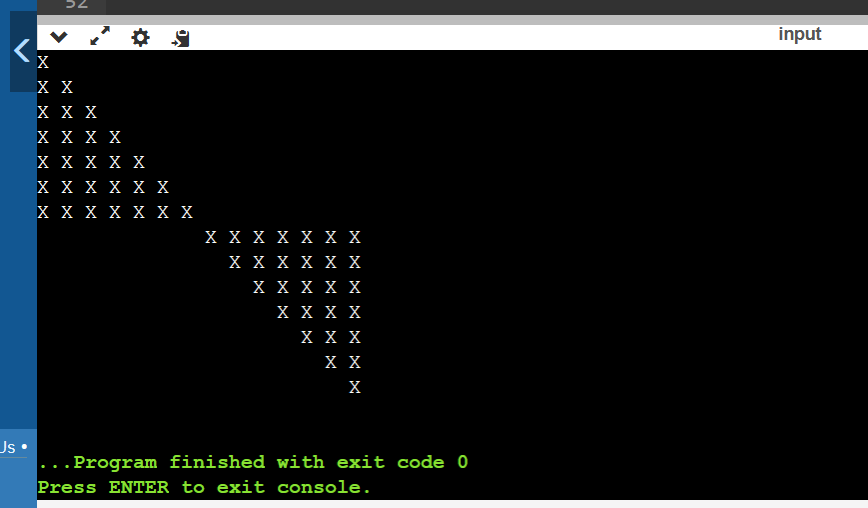 52
input
X
X X
X X X
X X X X
X X X X X
X X X X X X
X X X X X X X
              X X X X X X X
                X X X X X X
                  X X X X X
                    X X X X
                      X X X
                        X X
                          X
Us •
...Program finished with exit code 0
Press ENTER to exit console.